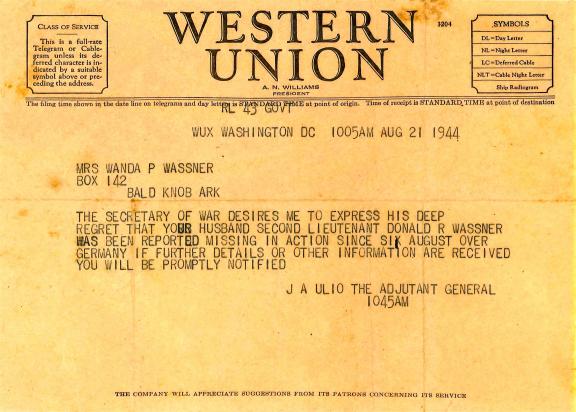 CLASS OF SERVICE
This is a full-rate
Telegram or Cable-
gram unless its de-
ferred character is in-
dicated by a suitable
symbol above or pre-
ceding the address.
WESTERN
UNION
A. N. WILLIAMS
PRESIDENT
1204
SYMBOLS
DL=Day Letter
NL=Night Letter
LC=Deferred Cable
NLT=Cable Night Letter
Ship Radiogram
The filing time shown in the date line on telegrams and day letters is STANDARD TIME at point of origin. Time of receipt is STANDARD TIME at point of destination
RL 43 GOVT
WUX WASHINGTON DC 1005AM AUG 21 1944
MRS WANDA P WASSNER
BOX 142
BALD KNOB ARK
THE SECRETARY OF WAR DESIRES ME TO EXPRESS HIS DEEP
REGRET THAT YOUR HUSBAND SECOND LIEUTENANT DONALD R WASSNER
HAS BEEN REPORTED MISSING IN ACTION SINCE SIX AUGUST OVER
GERMANY IF FURTHER DETAILS OR OTHER INFORMATION ARE RECEIVED
YOU WILL BE PROMPTLY NOTIFIED
J A ULIO THE ADJUTANT GENERAL
1045AM
THE COMPANY WILL APPRECIATE SUGGESTIONS FROM ITS PATRONS CONCERNING ITS SERVICE